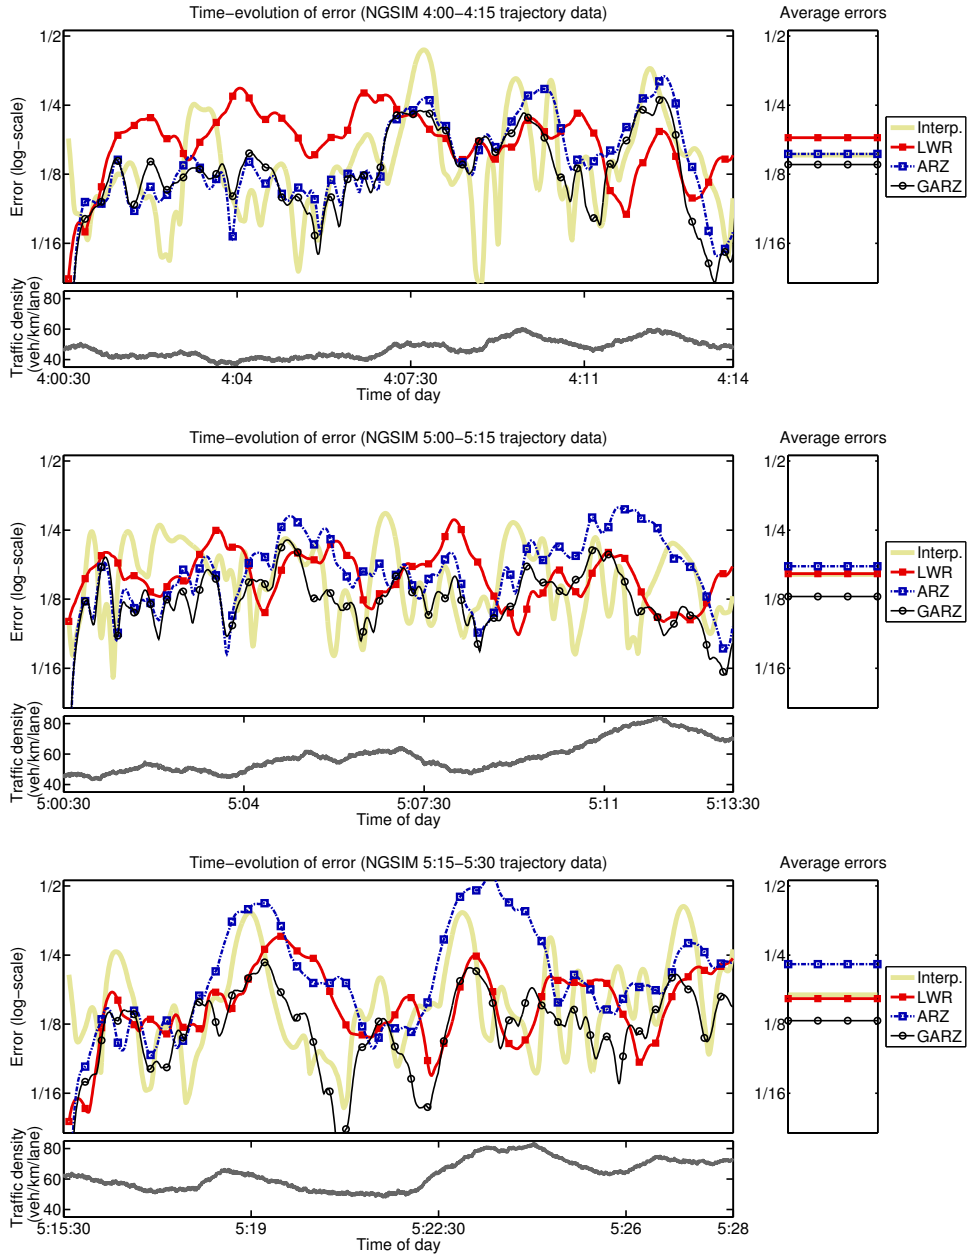 Time−evolution of error (NGSIM 4:00−4:15 trajectory data)
Average errors
Error (log−scale)
1/2
1/4
1/8
1/16
1/2
1/4
1/8
1/16
Interp.
LWR
ARZ
GARZ
Traffic density
(veh/km/lane)
80
60
40
4:00:30
4:04
4:07:30
4:11
4:14
Time of day
Time−evolution of error (NGSIM 5:00−5:15 trajectory data)
Average errors
Error (log−scale)
1/2
1/4
1/8
1/16
1/2
1/4
1/8
1/16
Interp.
LWR
ARZ
GARZ
Traffic density
(veh/km/lane)
80
60
40
5:00:30
5:04
5:07:30
5:11
5:13:30
Time of day
Time−evolution of error (NGSIM 5:15−5:30 trajectory data)
Average errors
Error (log−scale)
1/2
1/4
1/8
1/16
1/2
1/4
1/8
1/16
Interp.
LWR
ARZ
GARZ
Traffic density
(veh/km/lane)
80
60
40
5:15:30
5:19
5:22:30
5:26
5:28
Time of day